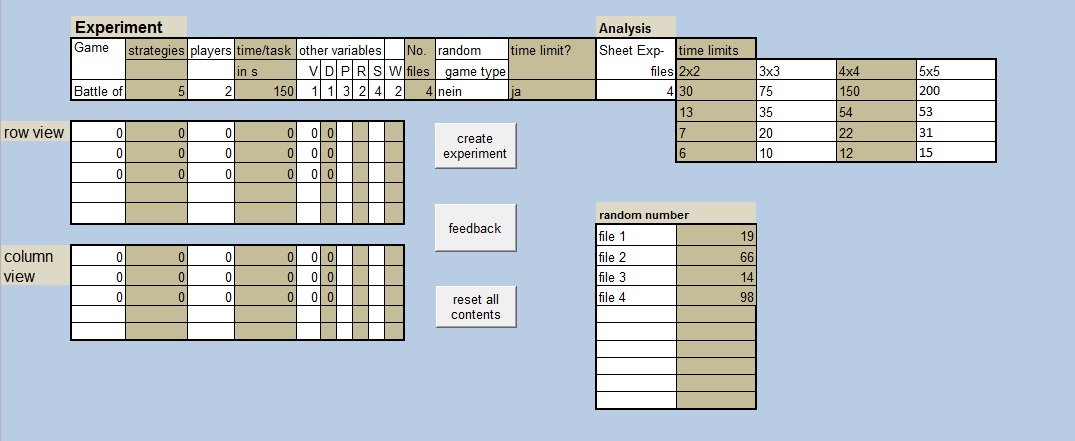 Experiment Analysis
Game strategies players time/task other variables No. random time limit? Sheet Exp- time limits
in s V D P R S W files game type files 2x2 3x3 4x4 5x5
Battle of 5 2 150 1 1 3 2 4 2 4 nein ja 4 30 75 150 200
13 35 54 53
row view 0 0 0 0 0 0 create experiment 7 20 22 31
0 0 0 0 0 0 6 10 12 15
0 0 0 0 0 0
feedback random number
file 1 19
column view 0 0 0 0 0 0 file 2 66
0 0 0 0 0 0 file 3 14
0 0 0 0 0 0 reset all contents file 4 98